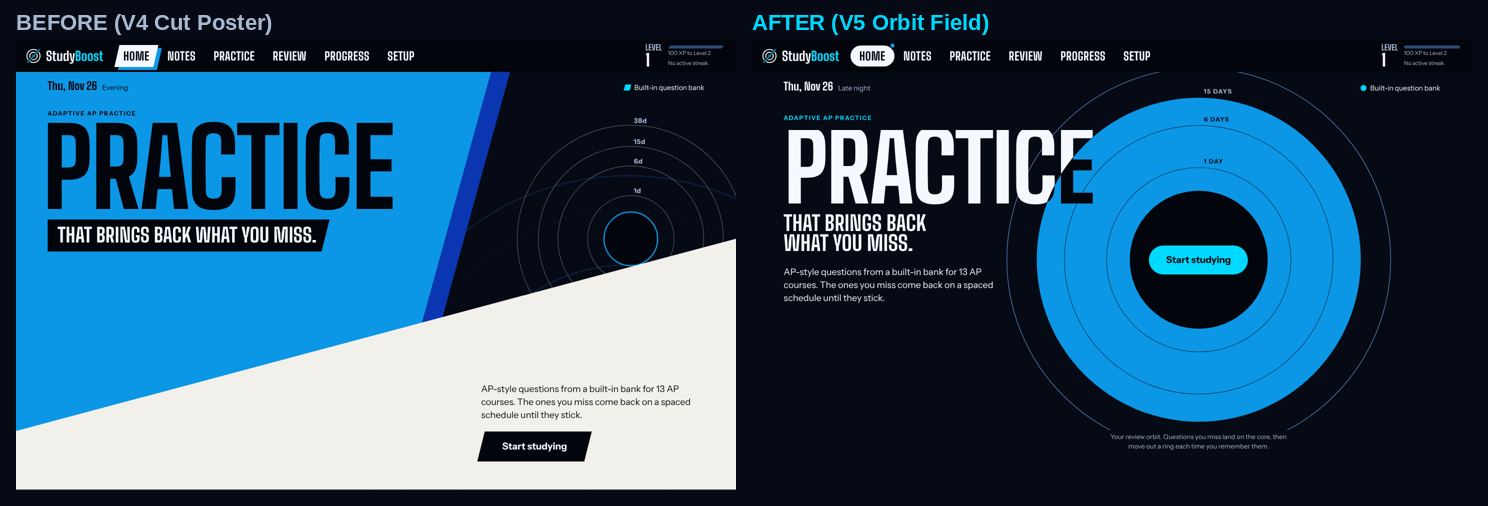 BEFORE (V4 Cut Poster)
StudyBoost
HOME
NOTES
PRACTICE
REVIEW
PROGRESS
SETUP
LEVEL
1
100 XP to Level 2
No active streak
Thu, Nov 26 Evening
Built-in question bank
ADAPTIVE AP PRACTICE
PRACTICE
THAT BRINGS BACK WHAT YOU MISS.
38d
15d
6d
1d
AP-style questions from a built-in bank for 13 AP
courses. The ones you miss come back on a spaced
schedule until they stick.
Start studying
AFTER (V5 Orbit Field)
StudyBoost
HOME
NOTES
PRACTICE
REVIEW
PROGRESS
SETUP
LEVEL
1
100 XP to Level 2
No active streak
Thu, Nov 26 Late night
Built-in question bank
ADAPTIVE AP PRACTICE
PRACTICE
THAT BRINGS BACK
WHAT YOU MISS.
AP-style questions from a built-in bank for 13 AP
courses. The ones you miss come back on a spaced
schedule until they stick.
15 DAYS
6 DAYS
1 DAY
Start studying
Your review orbit. Questions you miss land on the core, then
move out a ring each time you remember them.